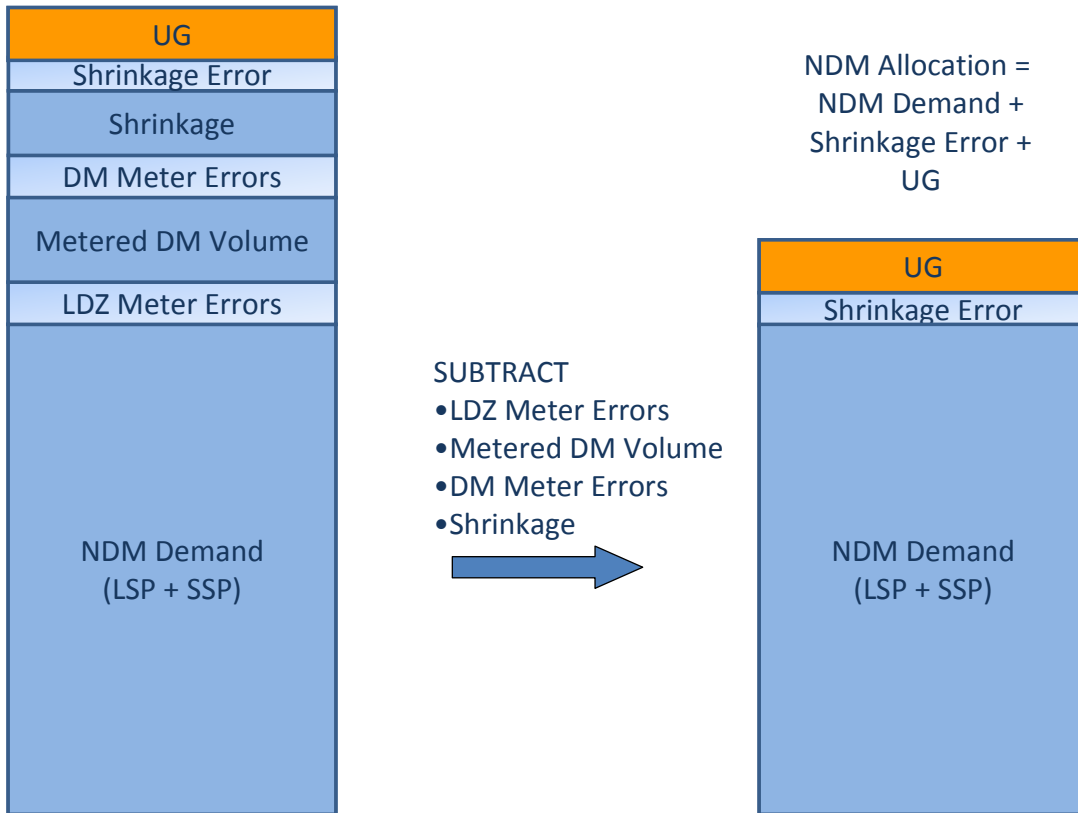 UG
Shrinkage Error
Shrinkage
DM Meter Errors
Metered DM Volume
LDZ Meter Errors
NDM Demand
(LSP + SSP)
SUBTRACT
•LDZ Meter Errors
•Metered DM Volume
•DM Meter Errors
•Shrinkage
NDM Allocation =
NDM Demand +
Shrinkage Error +
UG
UG
Shrinkage Error
NDM Demand
(LSP + SSP)